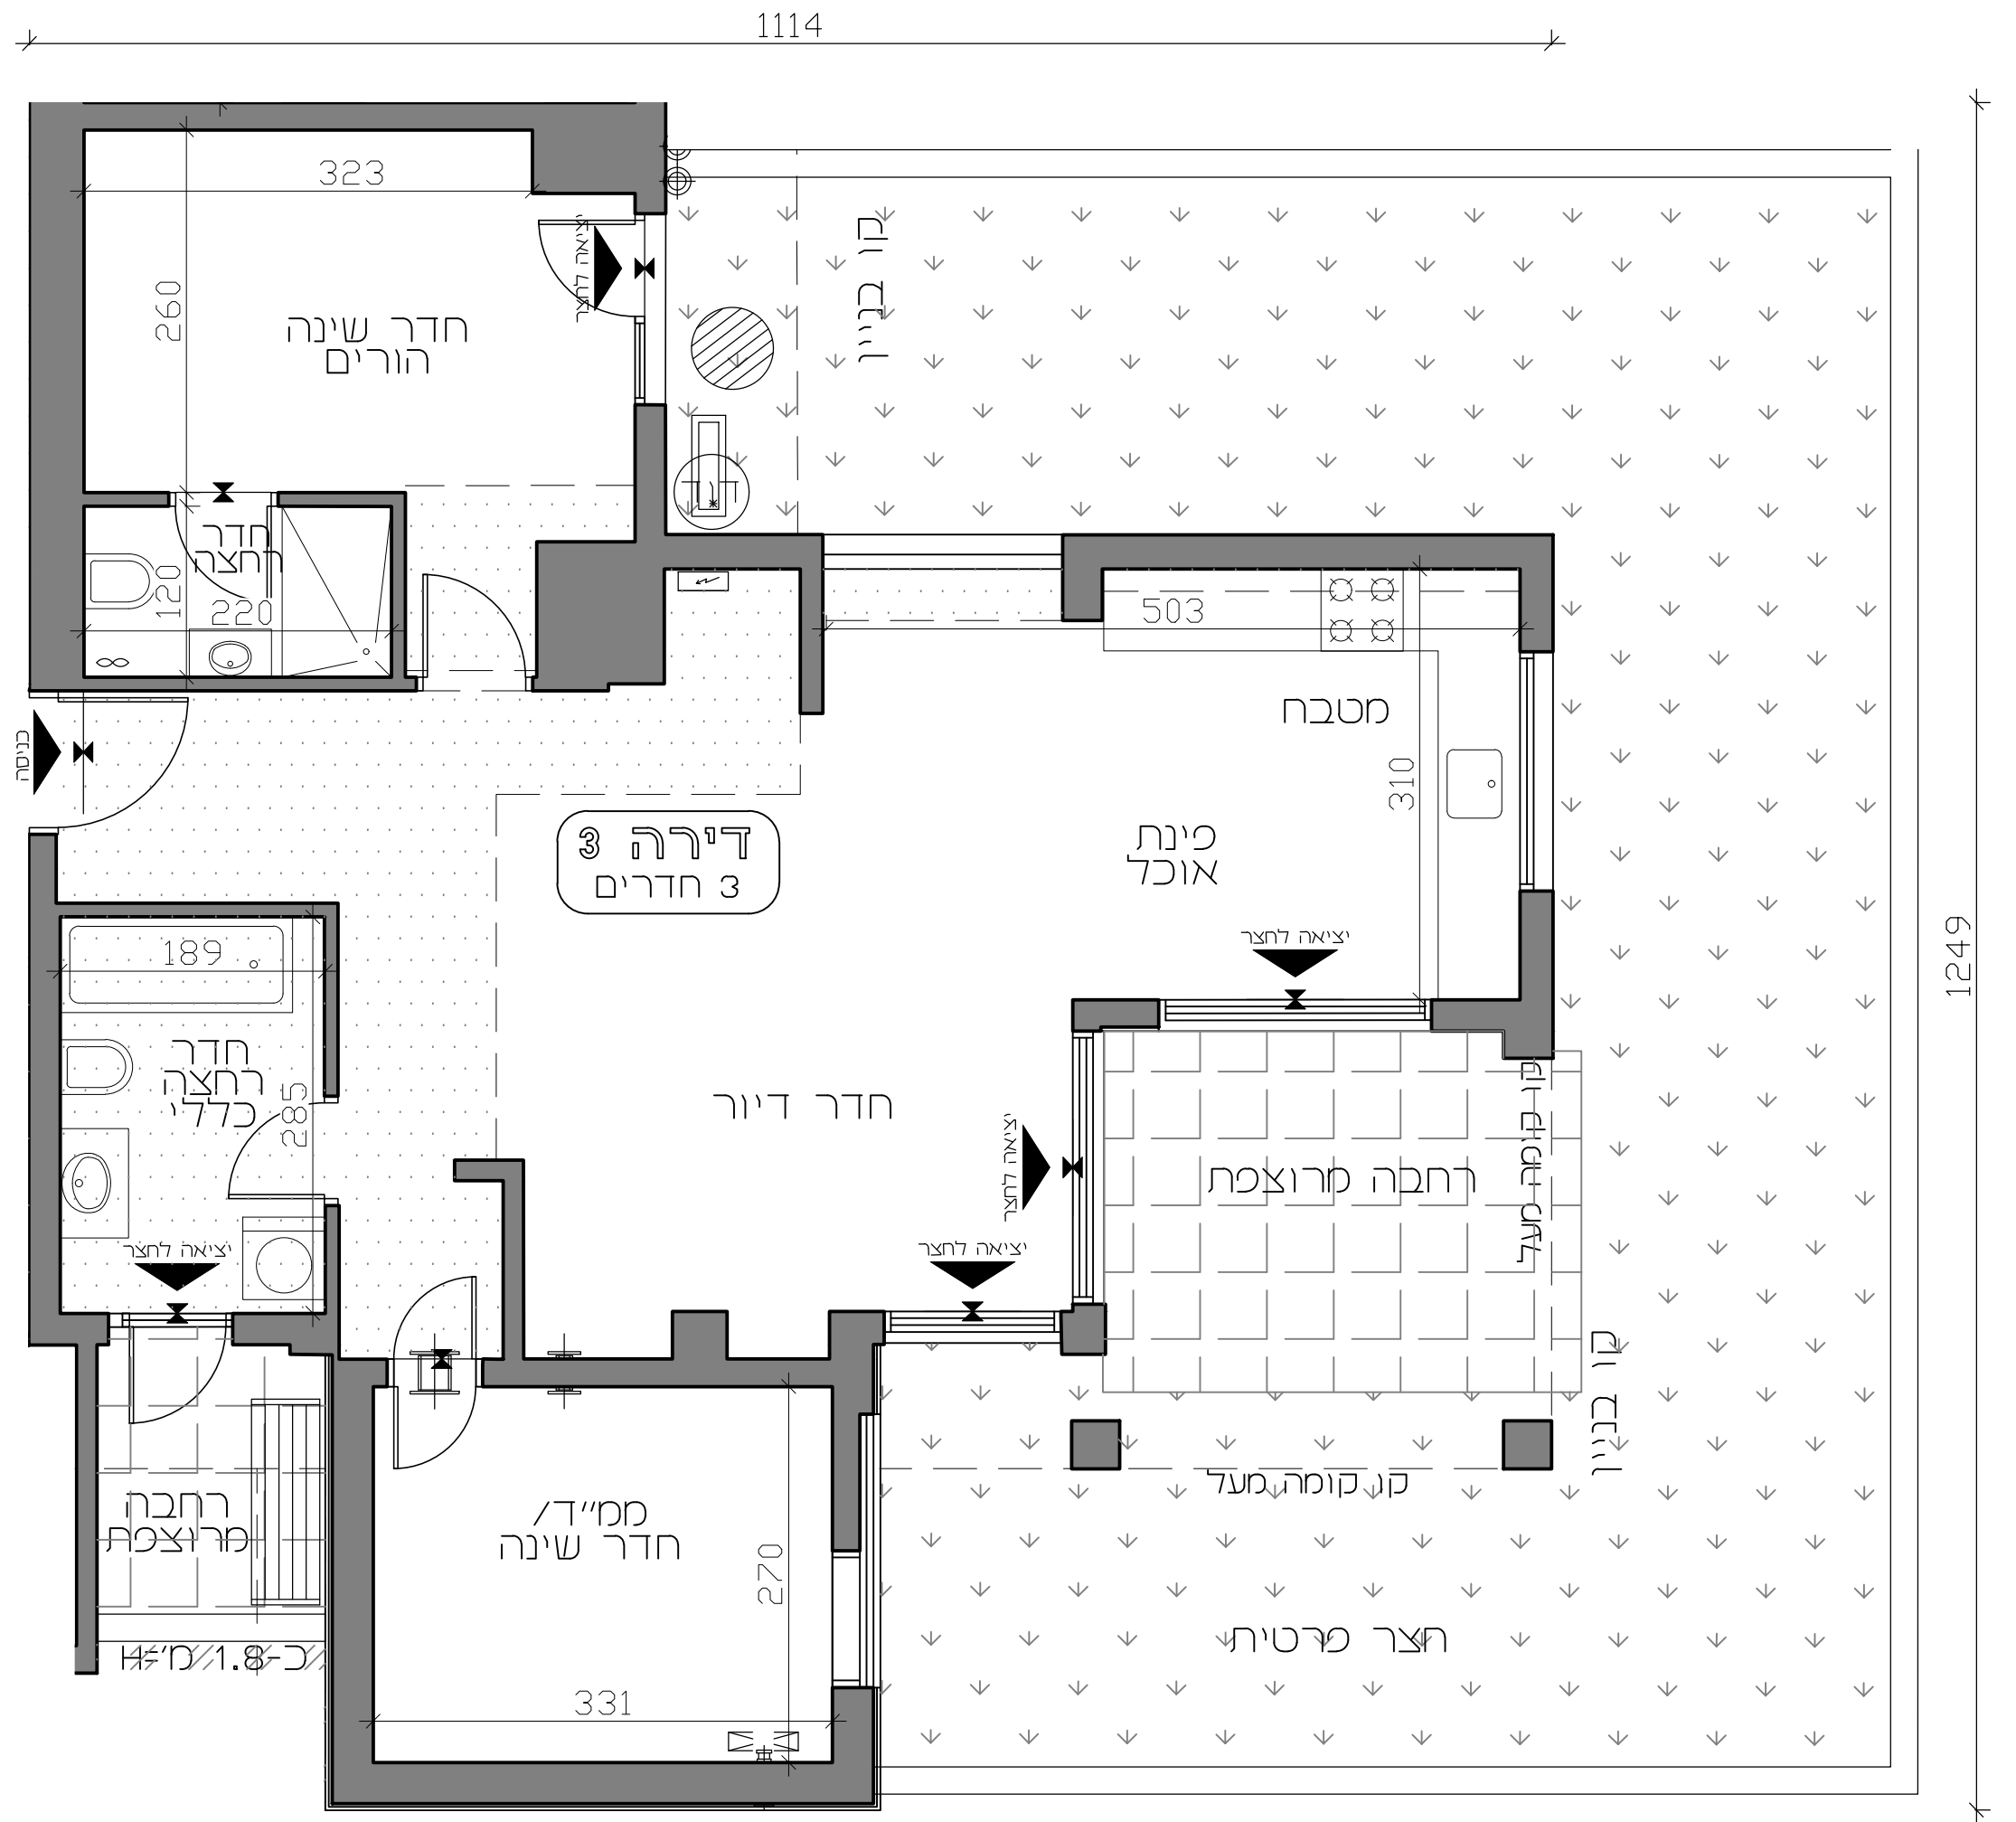 1114
323
יציאה לחצר
קו בניין
260
חדר שינה
הורים
חדר
רחצה
120
220
503
מטבח
310
כניסה
דירה 3
3 חדרים
פינת
אוכל
189
יציאה לחצר
1249
חדר
רחצה
כללי
285
חדר דיור
יציאה לחצר
רחבה מרוצפת
קו קומה מעל
יציאה לחצר
יציאה לחצר
קו בניין
קו קומה מעל
רחבה
מרוצפת
ממ״ד/
חדר שינה
270
חצר פרטית
H=כ-1.8 מ'
331